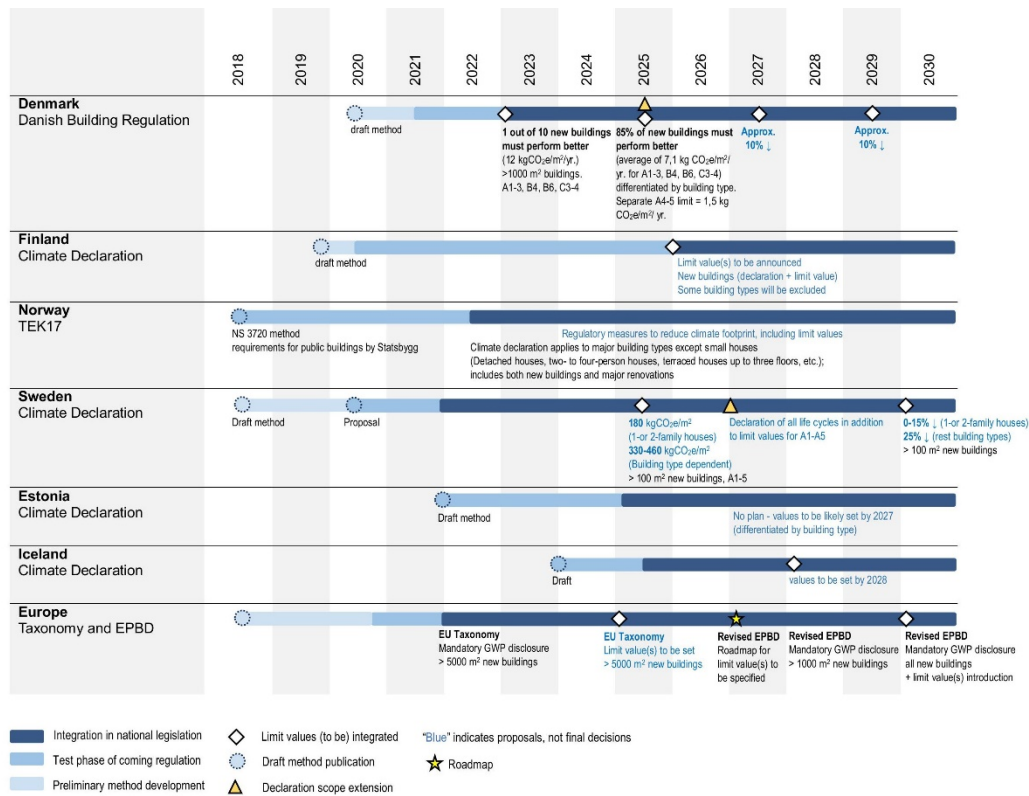 2018
2019
2020
2021
2022
2023
2024
2025
2026
2027
2028
2029
2030
Denmark
Danish Building Regulation
draft method
1 out of 10 new buildings
must perform better
(12 kgCO₂e/m²/yr.)
>1000 m² buildings.
A1-3, B4, B6, C3-4
85% of new buildings must
perform better
(average of 7,1 kg CO₂e/m²/
yr. for A1-3, B4, B6, C3-4)
differentiated by building type.
Separate A4-5 limit = 1,5 kg
CO₂e/m²/ yr.
Approx.
10% ↓
Approx.
10% ↓
Finland
Climate Declaration
draft method
Limit value(s) to be announced
New buildings (declaration + limit value)
Some building types will be excluded
Norway
TEK17
NS 3720 method
requirements for public buildings by Statsbygg
Regulatory measures to reduce climate footprint, including limit values
Climate declaration applies to major building types except small houses
(Detached houses, two- to four-person houses, terraced houses up to three floors, etc.);
includes both new buildings and major renovations
Sweden
Climate Declaration
Draft method
Proposal
180 kgCO₂e/m²
(1-or 2-family houses)
330-460 kgCO₂e/m²
(Building type dependent)
> 100 m² new buildings, A1-5
Declaration of all life cycles in addition
to limit values for A1-A5
0-15% ↓ (1-or 2-family houses)
25% ↓ (rest building types)
> 100 m² new buildings
Estonia
Climate Declaration
Draft method
No plan - values to be likely set by 2027
(differentiated by building type)
Iceland
Climate Declaration
Draft
values to be set by 2028
Europe
Taxonomy and EPBD
EU Taxonomy
Mandatory GWP disclosure
> 5000 m² new buildings
EU Taxonomy
Limit value(s) to be set
> 5000 m² new buildings
Revised EPBD
Roadmap for
limit value(s) to
be specified
Revised EPBD
Mandatory GWP disclosure
> 1000 m² new buildings
Revised EPBD
Mandatory GWP disclosure
all new buildings
+ limit value(s) introduction
Integration in national legislation
Test phase of coming regulation
Preliminary method development
Limit values (to be) integrated
Draft method publication
Declaration scope extension
"Blue" indicates proposals, not final decisions
Roadmap